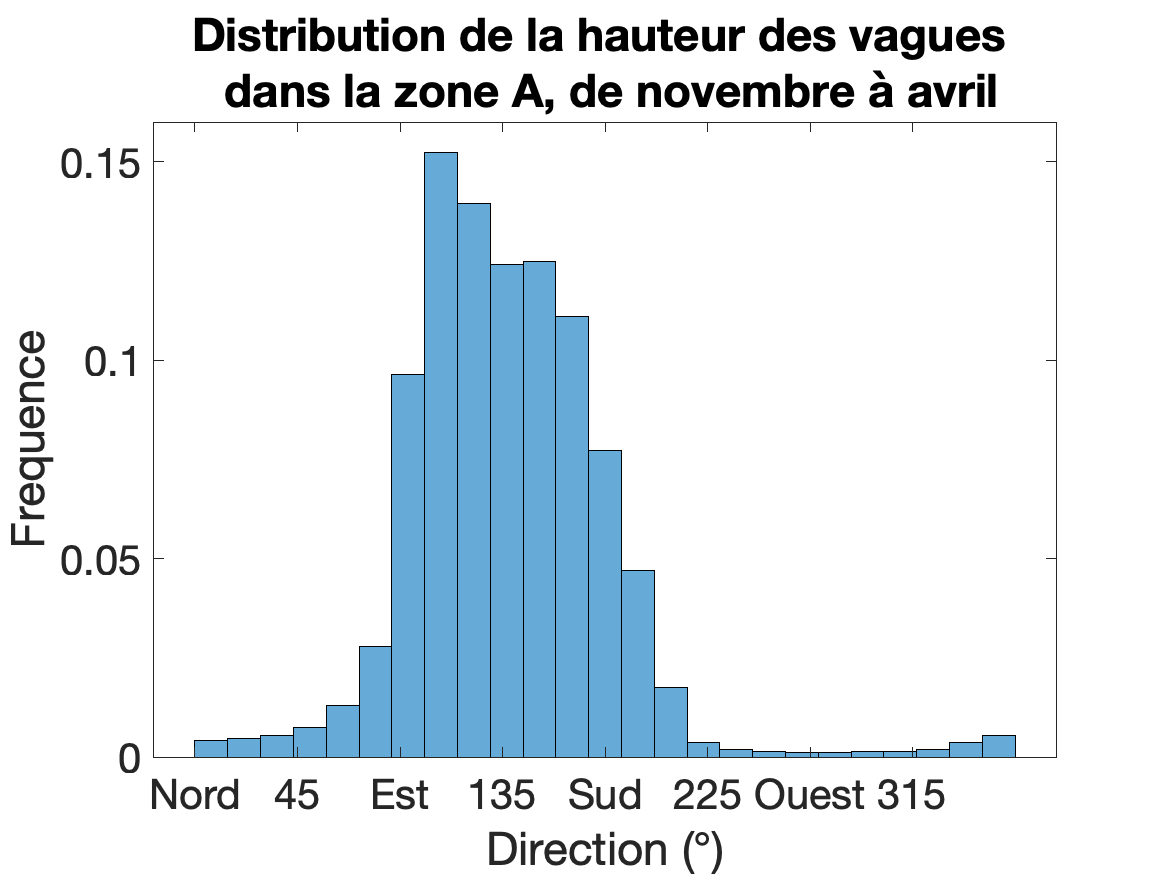 Distribution de la hauteur des vagues
dans la zone A, de novembre à avril
0.15
0.1
0.05
0
Frequence
Nord 45 Est 135 Sud 225 Ouest 315
Direction (°)